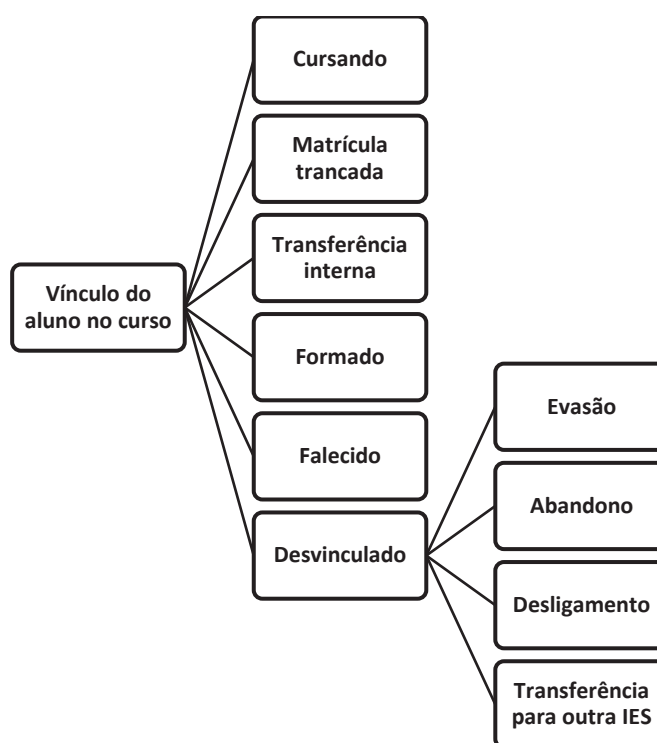 Vínculo do
aluno no curso
Cursando
Matrícula
trancada
Transferência
interna
Formado
Falecido
Desvinculado
Evasão
Abandono
Desligamento
Transferência
para outra IES